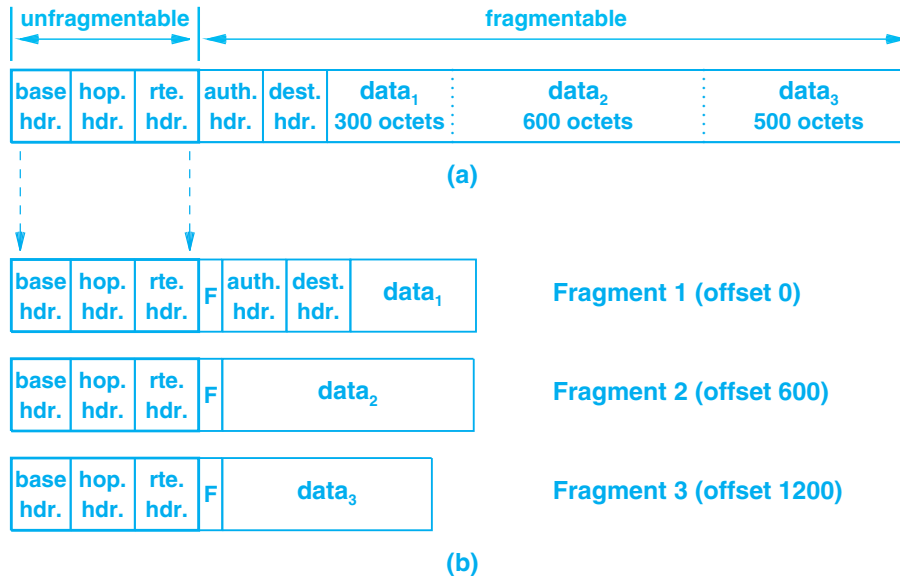 unfragmentable fragmentable
base hop. rte. auth. dest. data₁ data₂ data₃
hdr. hdr. hdr. hdr. hdr. 300 octets 600 octets 500 octets
(a)
base hop. rte. F auth. dest. data₁ Fragment 1 (offset 0)
hdr. hdr. hdr. hdr. hdr.
base hop. rte. F data₂ Fragment 2 (offset 600)
hdr. hdr. hdr.
base hop. rte. F data₃ Fragment 3 (offset 1200)
hdr. hdr. hdr.
(b)